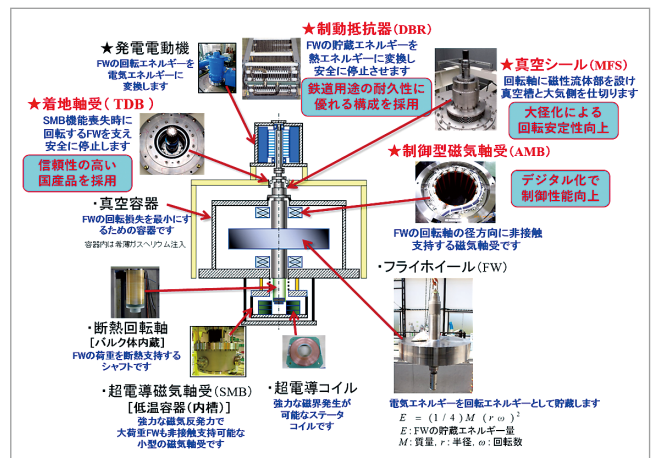 ★制動抵抗器(DBR)
FWの貯蔵エネルギーを
熱エネルギーに変換し
安全に停止させます
鉄道用途の耐久性に
優れる構成を採用
★発電電動機
FWの回転エネルギーを
電気エネルギーに
変換します
★真空シール(MFS)
回転軸に磁性流体部を設け
真空槽と大気側を仕切ります
大径化による
回転安定性向上
★着地軸受(TDB)
SMB機能喪失時に
回転するFWを支え
安全に停止します
信頼性の高い
国産品を採用
★制御型磁気軸受(AMB)
デジタル化で
制御性能向上
FWの回転軸の径方向に非接触
支持する磁気軸受です
・真空容器
FWの回転損失を最小にす
るための容器です
容器内は希薄ガスヘリウム注入
・フライホイール(FW)
・断熱回転軸
[バルク体内蔵]
FWの荷重を断熱支持する
シャフトです
・超電導磁気軸受(SMB)
[低温容器(内槽)]
強力な磁気反発力で
大荷重FWも非接触支持可能な
小型の磁気軸受です
・超電導コイル
強力な磁界発生が
可能なステータ
コイルです
電気エネルギーを回転エネルギーとして貯蔵します
E = (1/4) M (r ω)²
E:FWの貯蔵エネルギー量
M:質量, r:半径, ω:回転数